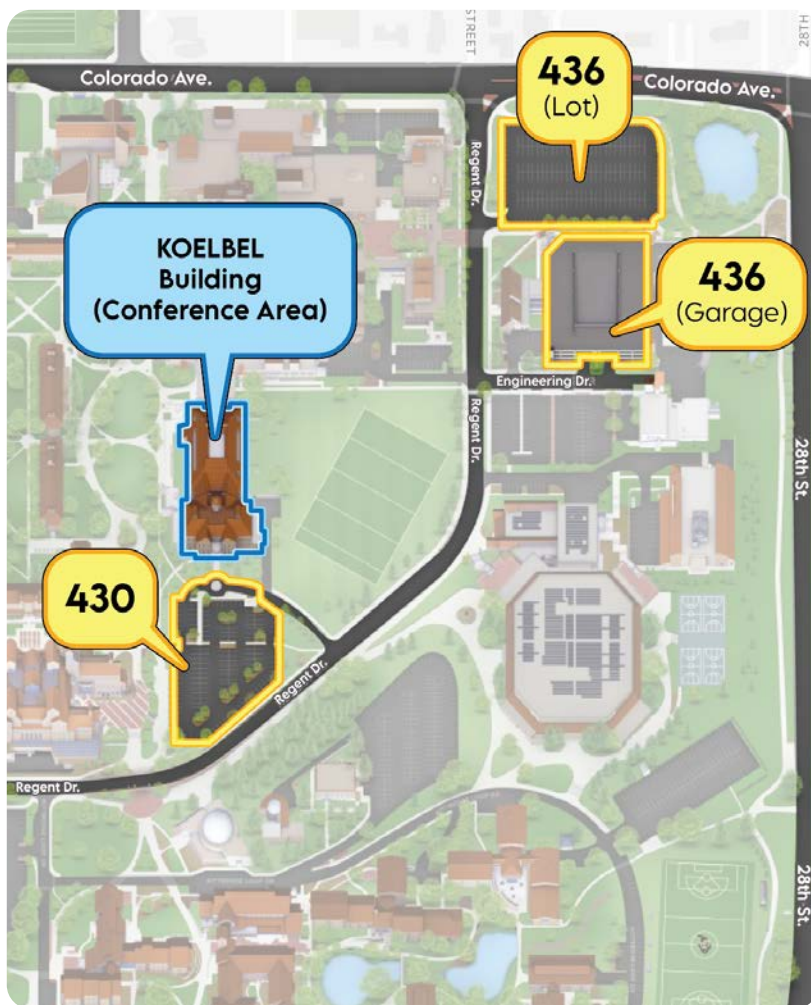 STREET
28TH
Colorado Ave.
436
(Lot)
Colorado Ave.
Regent Dr.
KOELBEL
Building
(Conference Area)
436
(Garage)
Engineering Dr.
Regent Dr.
28th St.
430
Regent Dr.
Regent Dr.
28th St.